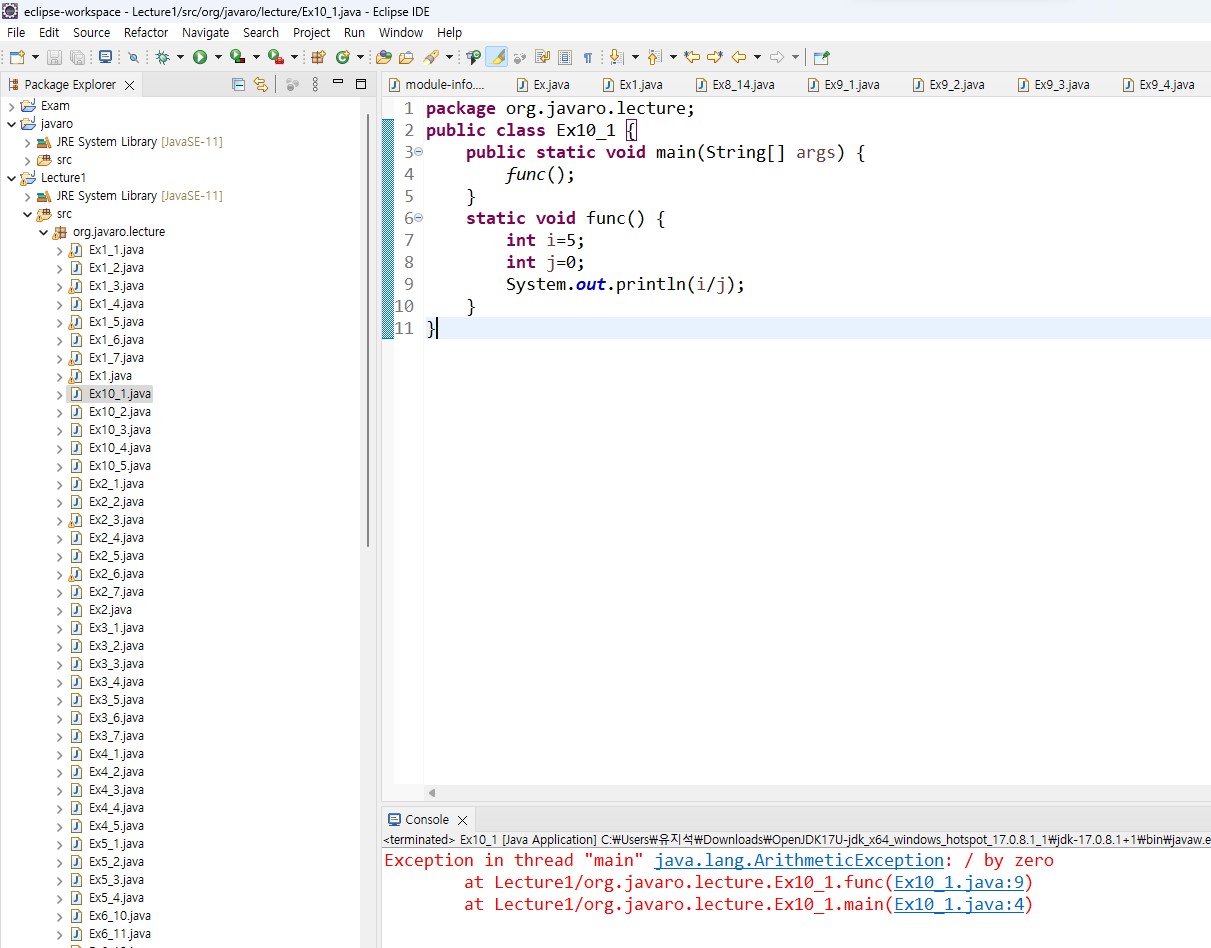 eclipse-workspace - Lecture1/src/org/javaro/lecture/Ex10_1.java - Eclipse IDE
File Edit Source Refactor Navigate Search Project Run Window Help
Package Explorer
module-info.... Ex.java Ex1.java Ex8_14.java Ex9_1.java Ex9_2.java Ex9_3.java Ex9_4.java
Exam
javaro
JRE System Library [JavaSE-11]
src
Lecture1
JRE System Library [JavaSE-11]
src
org.javaro.lecture
Ex1_1.java
Ex1_2.java
Ex1_3.java
Ex1_4.java
Ex1_5.java
Ex1_6.java
Ex1_7.java
Ex1.java
Ex10_1.java
Ex10_2.java
Ex10_3.java
Ex10_4.java
Ex10_5.java
Ex2_1.java
Ex2_2.java
Ex2_3.java
Ex2_4.java
Ex2_5.java
Ex2_6.java
Ex2_7.java
Ex2.java
Ex3_1.java
Ex3_2.java
Ex3_3.java
Ex3_4.java
Ex3_5.java
Ex3_6.java
Ex3_7.java
Ex4_1.java
Ex4_2.java
Ex4_3.java
Ex4_4.java
Ex4_5.java
Ex5_1.java
Ex5_2.java
Ex5_3.java
Ex5_4.java
Ex6_10.java
Ex6_11.java
1 package org.javaro.lecture;
2 public class Ex10_1 {
3 public static void main(String[] args) {
4 func();
5 }
6 static void func() {
7 int i=5;
8 int j=0;
9 System.out.println(i/j);
10 }
11 }
Console
<terminated> Ex10_1 [Java Application] C:₩Users₩유지석₩Downloads₩OpenJDK17U-jdk_x64_windows_hotspot_17.0.8.1_1₩jdk-17.0.8.1+1₩bin₩javaw.e
Exception in thread "main" java.lang.ArithmeticException: / by zero
at Lecture1/org.javaro.lecture.Ex10_1.func(Ex10_1.java:9)
at Lecture1/org.javaro.lecture.Ex10_1.main(Ex10_1.java:4)